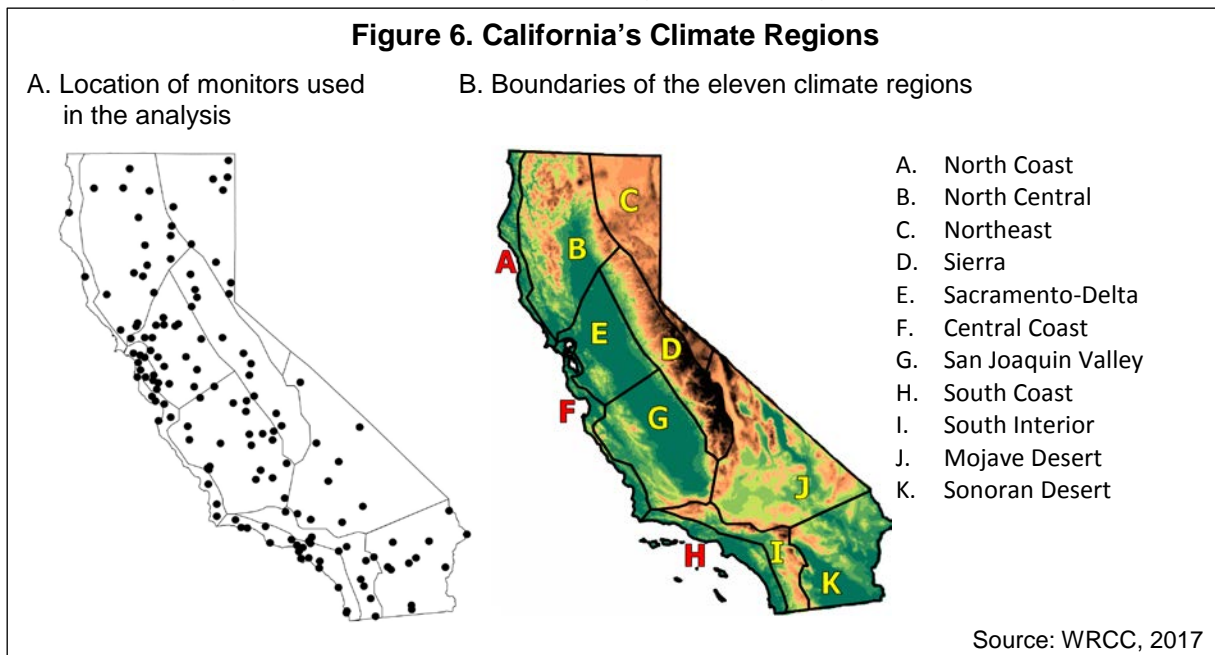 Figure 6. California's Climate Regions
A. Location of monitors used
in the analysis
B. Boundaries of the eleven climate regions
A
B
C
D
E
F
G
H
I
J
K
A. North Coast
B. North Central
C. Northeast
D. Sierra
E. Sacramento-Delta
F. Central Coast
G. San Joaquin Valley
H. South Coast
I. South Interior
J. Mojave Desert
K. Sonoran Desert
Source: WRCC, 2017